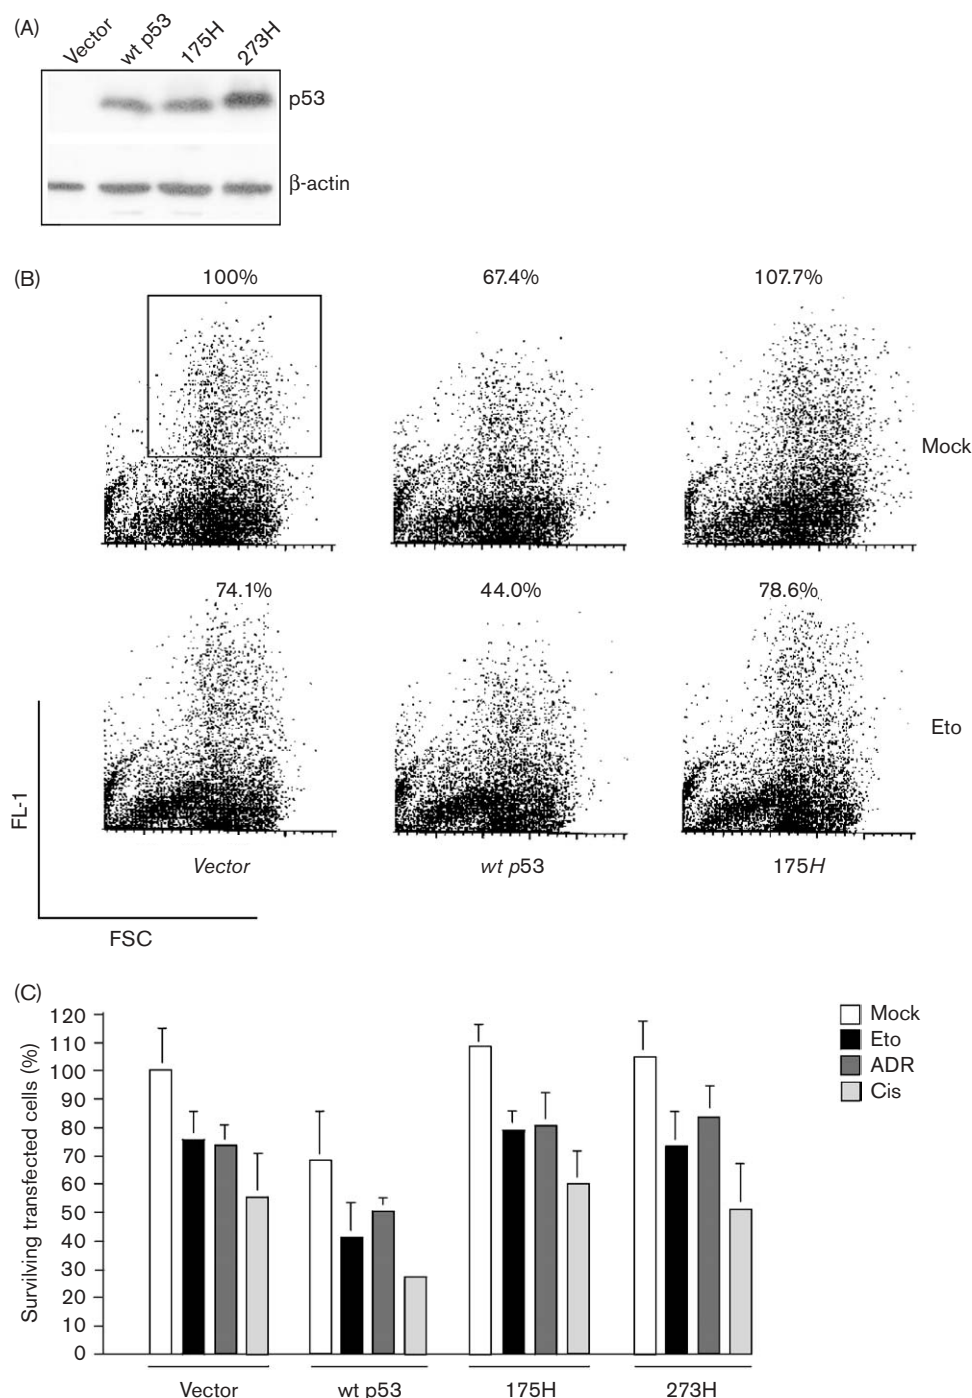 (A)
Vector wt p53 175H 273H
p53
β-actin
(B)
100% 67.4% 107.7%
Mock
74.1% 44.0% 78.6%
Eto
FL-1
Vector wt p53 175H
FSC
(C)
Survilving transfected cells (%)
120
110
100
90
80
70
60
50
40
30
20
10
0
Mock
Eto
ADR
Cis
Vector wt p53 175H 273H